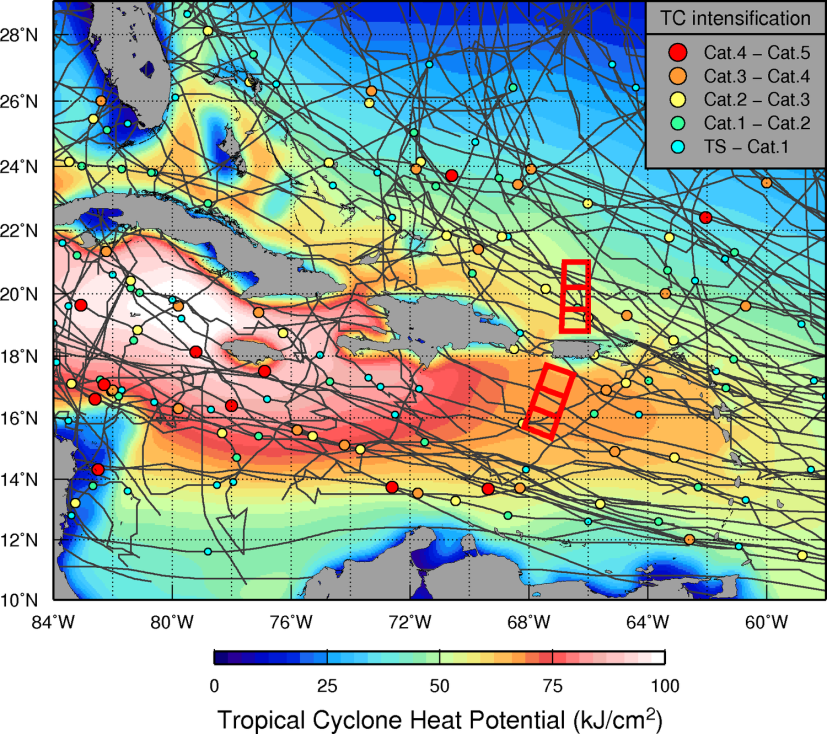 TC intensification
Cat.4 – Cat.5
Cat.3 – Cat.4
Cat.2 – Cat.3
Cat.1 – Cat.2
TS – Cat.1
28°N
26°N
24°N
22°N
20°N
18°N
16°N
14°N
12°N
10°N
84°W 80°W 76°W 72°W 68°W 64°W 60°W
0 25 50 75 100
Tropical Cyclone Heat Potential (kJ/cm²)